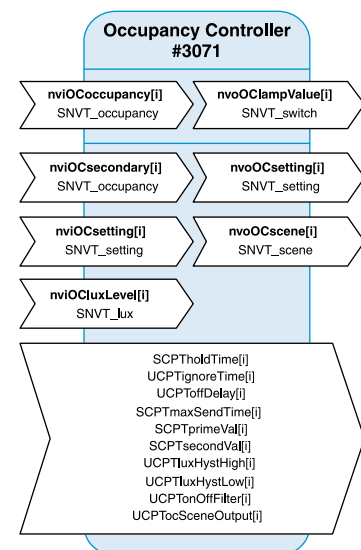 Occupancy Controller
#3071
nviOCoccupancy[i]
SNVT_occupancy
nvoOClampValue[i]
SNVT_switch
nviOCsecondary[i]
SNVT_occupancy
nvoOCsetting[i]
SNVT_setting
nviOCsetting[i]
SNVT_setting
nvoOCscene[i]
SNVT_scene
nviOCluxLevel[i]
SNVT_lux
SCPTholdTime[i]
UCPTignoreTime[i]
UCPToffDelay[i]
SCPTmaxSendTime[i]
SCPTprimeVal[i]
SCPTsecondVal[i]
UCPTluxHystHigh[i]
UCPTluxHystLow[i]
UCPTonOffFilter[i]
UCPTocSceneOutput[i]